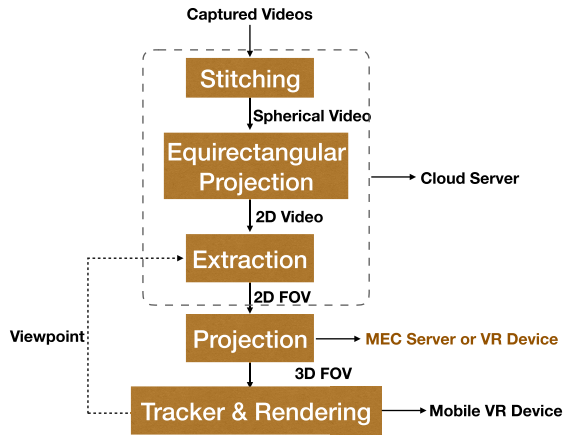 Captured Videos
Stitching
Spherical Video
Equirectangular
Projection
Cloud Server
2D Video
Extraction
2D FOV
Viewpoint
Projection
MEC Server or VR Device
3D FOV
Tracker & Rendering
Mobile VR Device